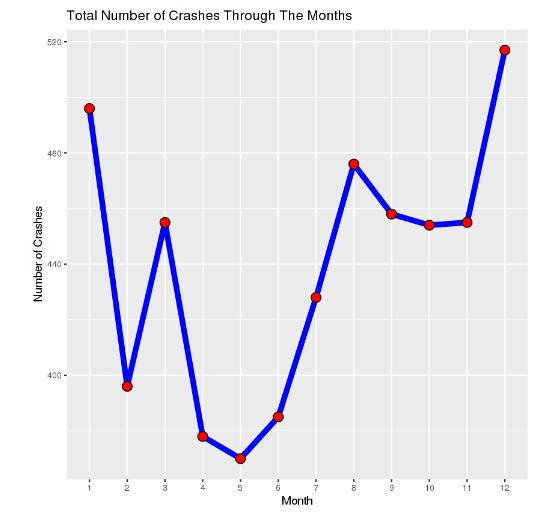 Total Number of Crashes Through The Months
520
480
440
400
Number of Crashes
1 2 3 4 5 6 7 8 9 10 11 12
Month